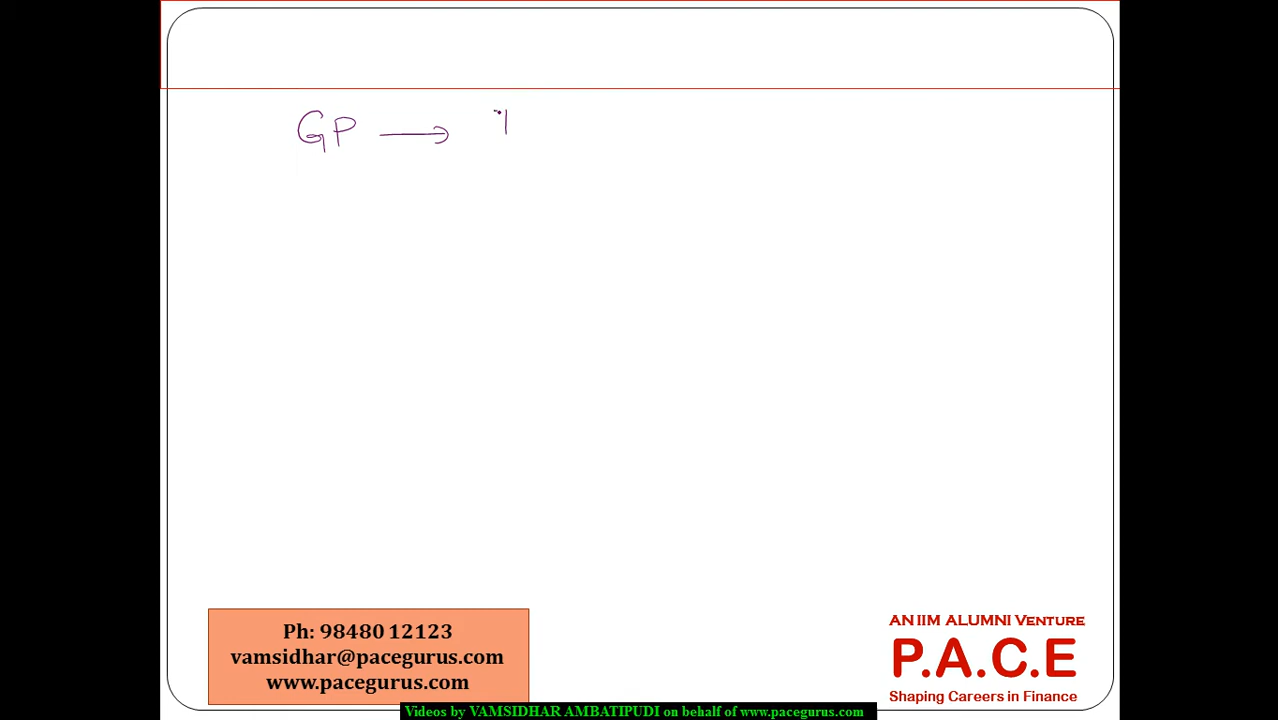 GP →
Ph: 98480 12123
vamsidhar@pacegurus.com
www.pacegurus.com
AN IIM ALUMNI VENTURE
P.A.C.E
Shaping Careers in Finance
Videos by VAMSIDHAR AMBATIPUDI on behalf of www.pacegurus.com